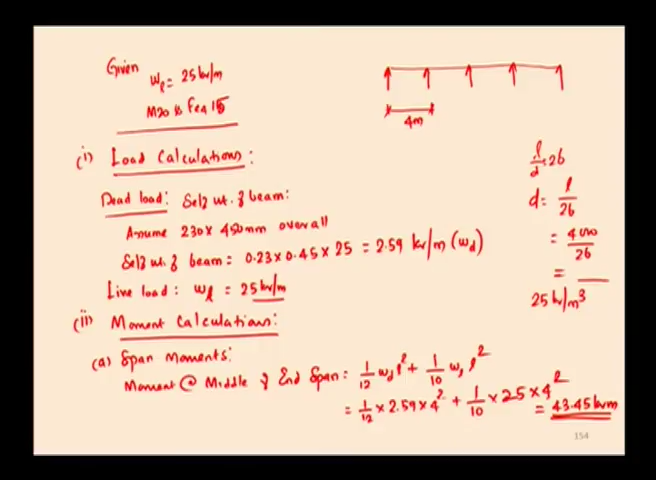 Given
wl = 25 kN/m
M20 & Fe415
4m
(i) Load Calculations:
Dead load: Self wt. of beam:
Assume 230 x 450mm overall
Self wt. of beam = 0.23 x 0.45 x 25 = 2.59 kN/m (wd)
Live load: wl = 25 kN/m
l/d = 26
d = l/26
= 4000/26
=
25 kN/m³
(ii) Moment Calculations:
(a) Span Moments:
Moment @ Middle of End Span: 1/12 wd l² + 1/10 wl l²
= 1/12 x 2.59 x 4² + 1/10 x 25 x 4²
= 43.45 kNm
154